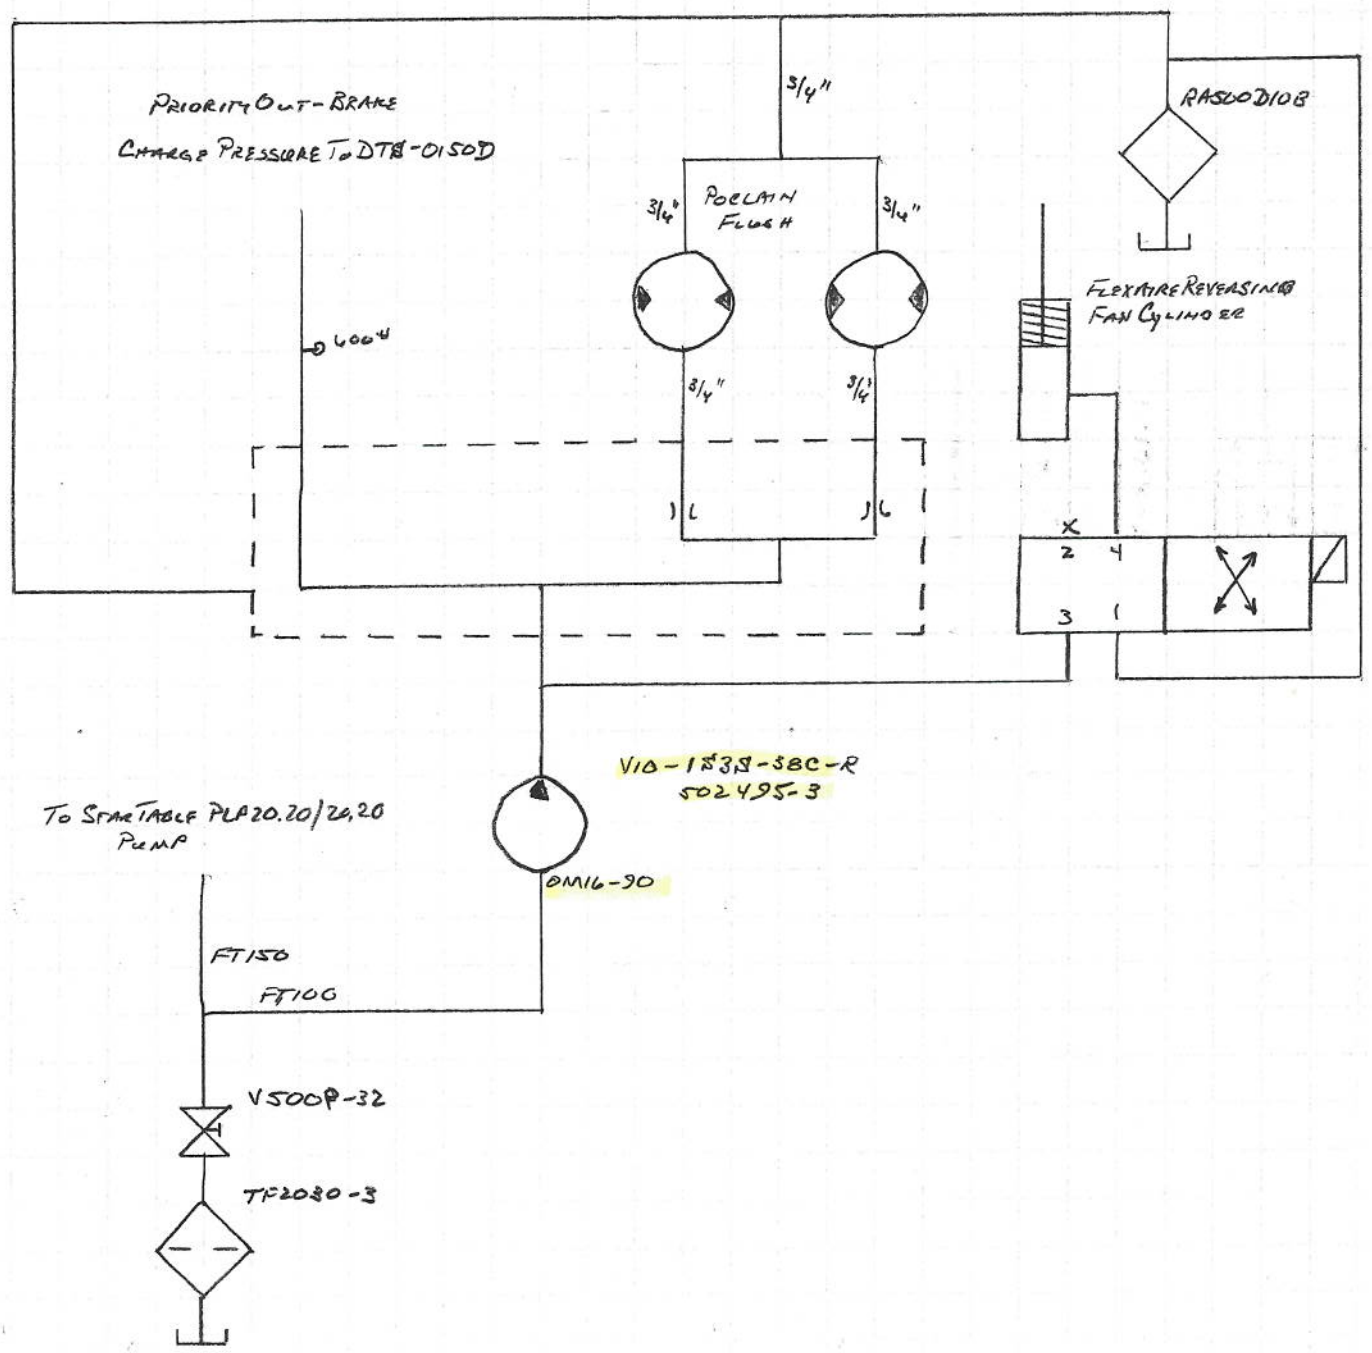 3/4"
PRIORITY OUT-BRAKE
CHARGE PRESSURE TO DTB-0150D
RA500D10B
3/4"
POCLAIN
FLUSH
3/4"
FLEXAIRE REVERSING
FAN CYLINDER
600#
3/4"
3/4"
X
2 4
3 1
V10-1S3S-38C-R
502495-3
TO STAR TABLE PLP20.20/20,20
PUMP
OM16-90
FT150
FT100
V500P-32
TF2030-3